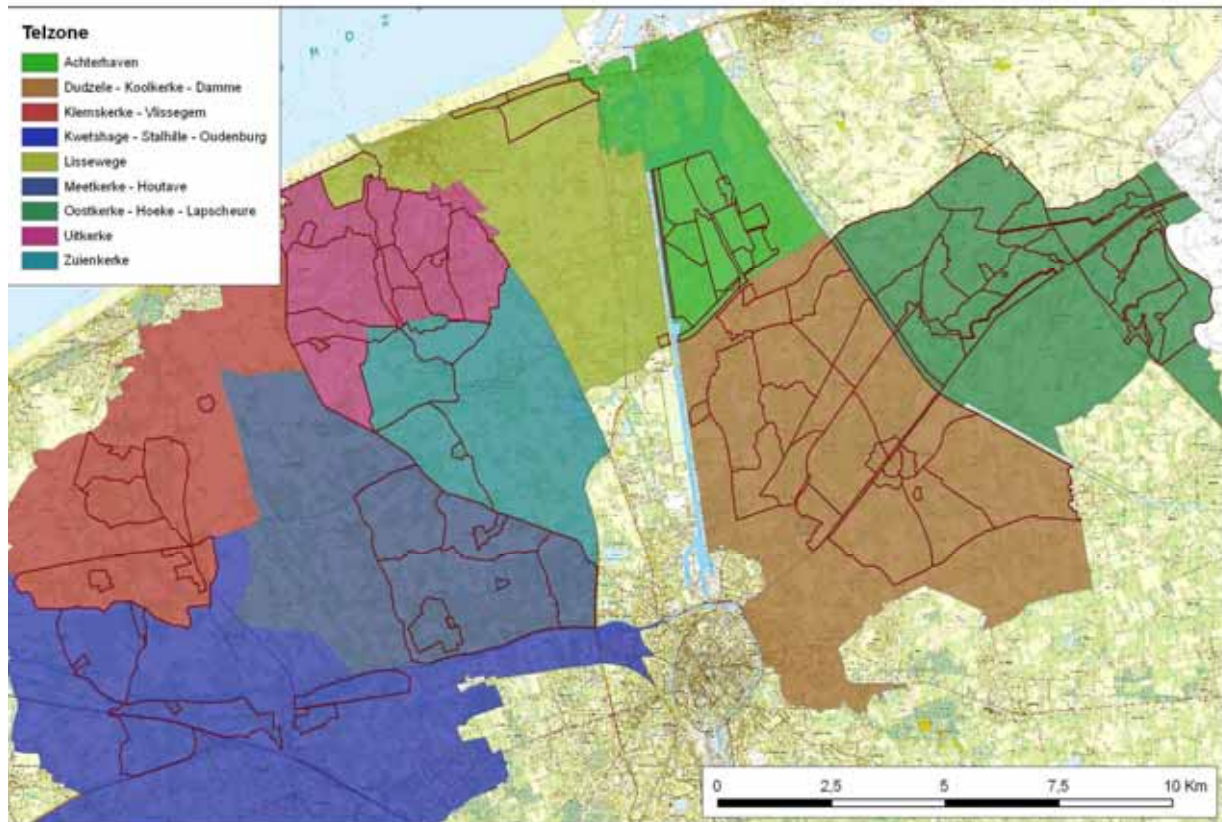 Telzone
Achterhaven
Dudzele - Koolkerke - Damme
Klemskerke - Vlissegem
Kwetshage - Stalhille - Oudenburg
Lissewege
Meetkerke - Houtave
Oostkerke - Hoeke - Lapscheure
Uitkerke
Zuienkerke
0 2,5 5 7,5 10 Km